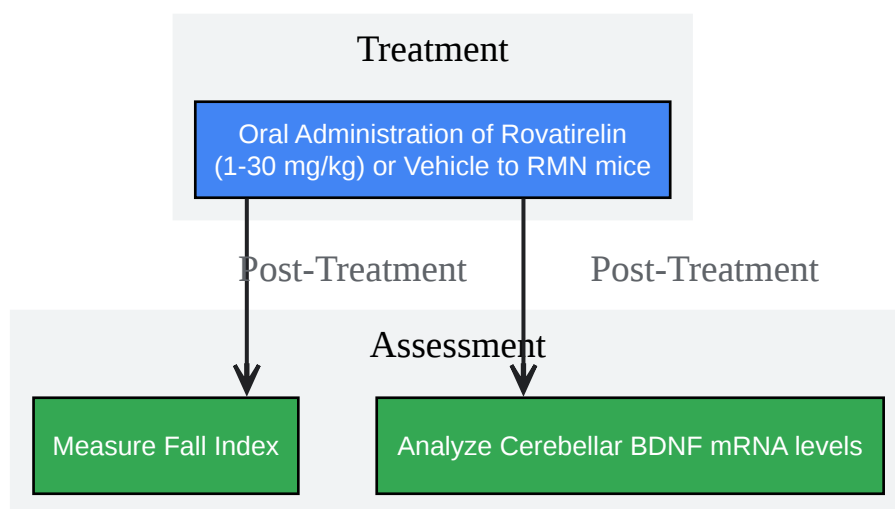 Treatment
Oral Administration of Rovatirelin
(1-30 mg/kg) or Vehicle to RMN mice
Post-Treatment
Post-Treatment
Assessment
Measure Fall Index
Analyze Cerebellar BDNF mRNA levels